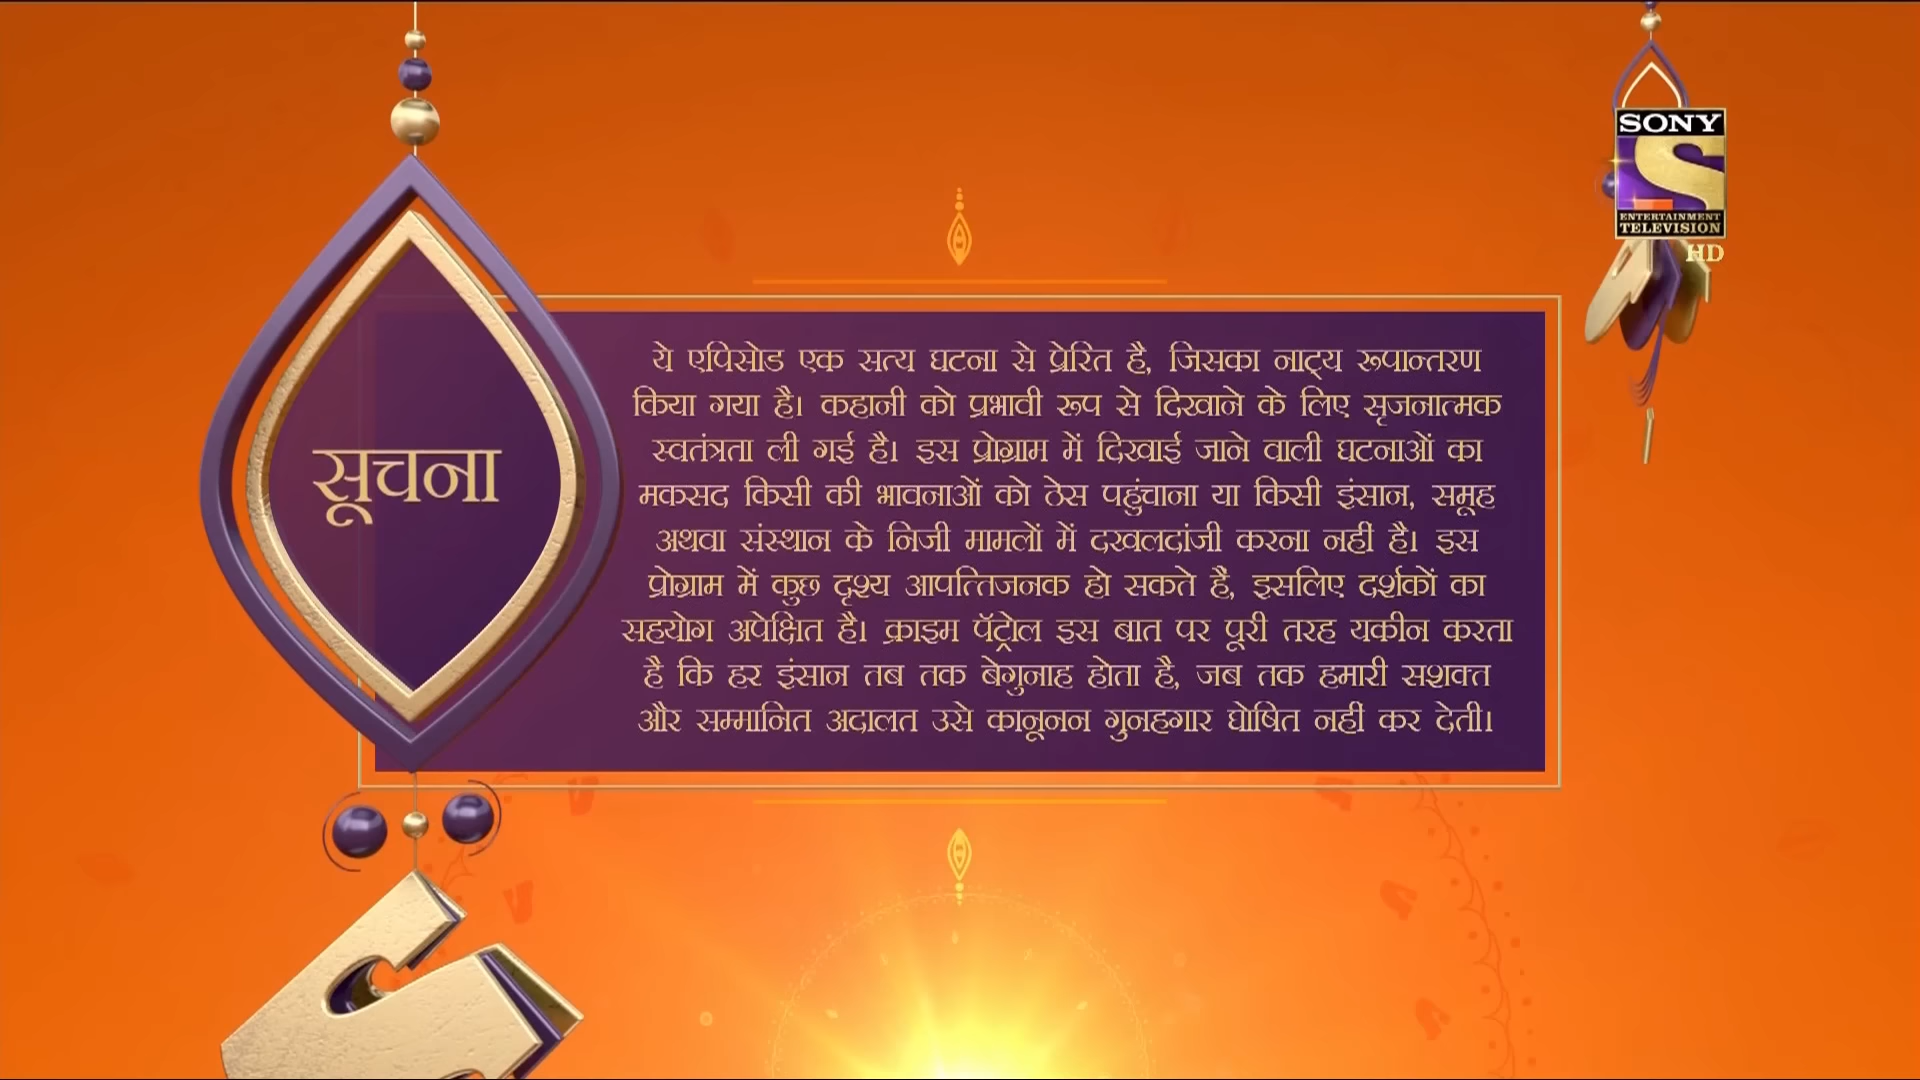 सूचना
ये एपिसोड एक सत्य घटना से प्रेरित है, जिसका नाट्य रूपान्तरण
किया गया है। कहानी को प्रभावी रूप से दिखाने के लिए सृजनात्मक
स्वतंत्रता ली गई है। इस प्रोग्राम में दिखाई जाने वाली घटनाओं का
मकसद किसी की भावनाओं को ठेस पहुंचाना या किसी इंसान, समूह
अथवा संस्थान के निजी मामलों में दखलदांजी करना नहीं है। इस
प्रोग्राम में कुछ दृश्य आपत्तिजनक हो सकते हैं, इसलिए दर्शकों का
सहयोग अपेक्षित है। क्राइम पॅट्रोल इस बात पर पूरी तरह यकीन करता
है कि हर इंसान तब तक बेगुनाह होता है, जब तक हमारी सशक्त
और सम्मानित अदालत उसे कानूनन गुनहगार घोषित नहीं कर देती।
SONY
ENTERTAINMENT
TELEVISION
HD